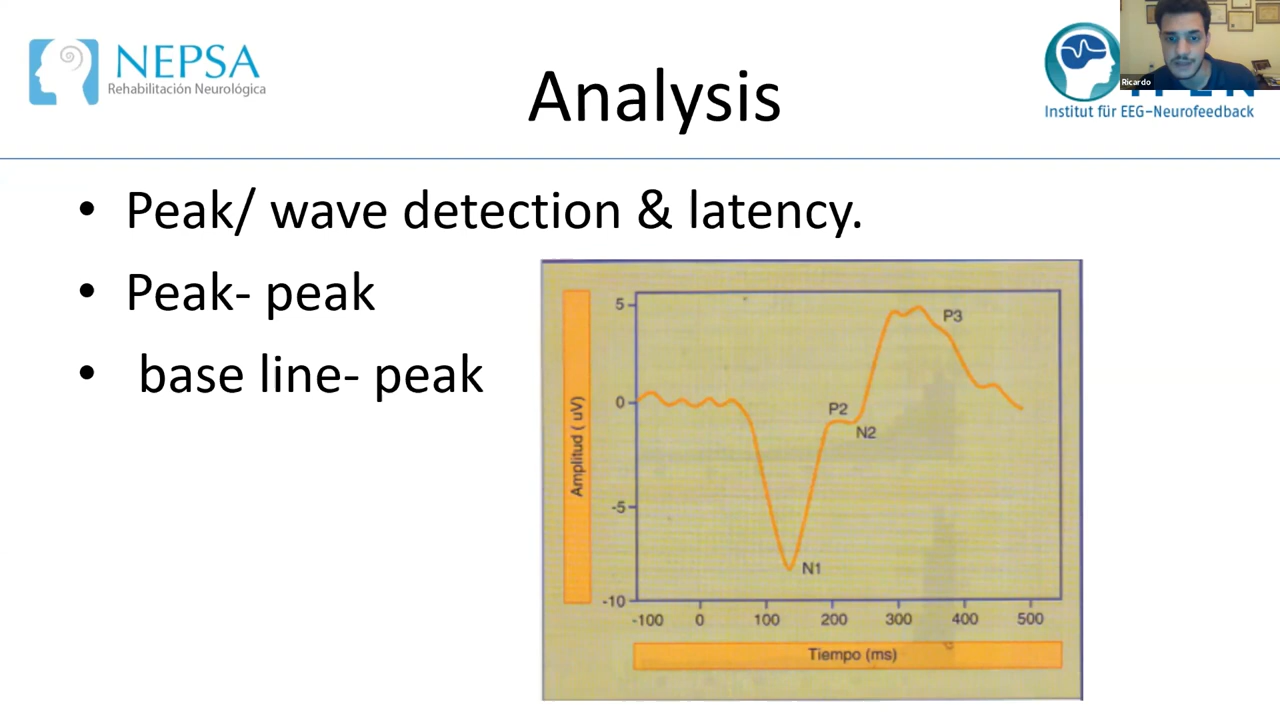 NEPSA
Rehabilitación Neurológica
Analysis
Ricardo
Institut für EEG-Neurofeedback
• Peak/ wave detection & latency.
• Peak- peak
• base line- peak
Amplitud ( uV)
5
0
-5
-10
P3
P2
N2
N1
-100 0 100 200 300 400 500
Tiempo (ms)